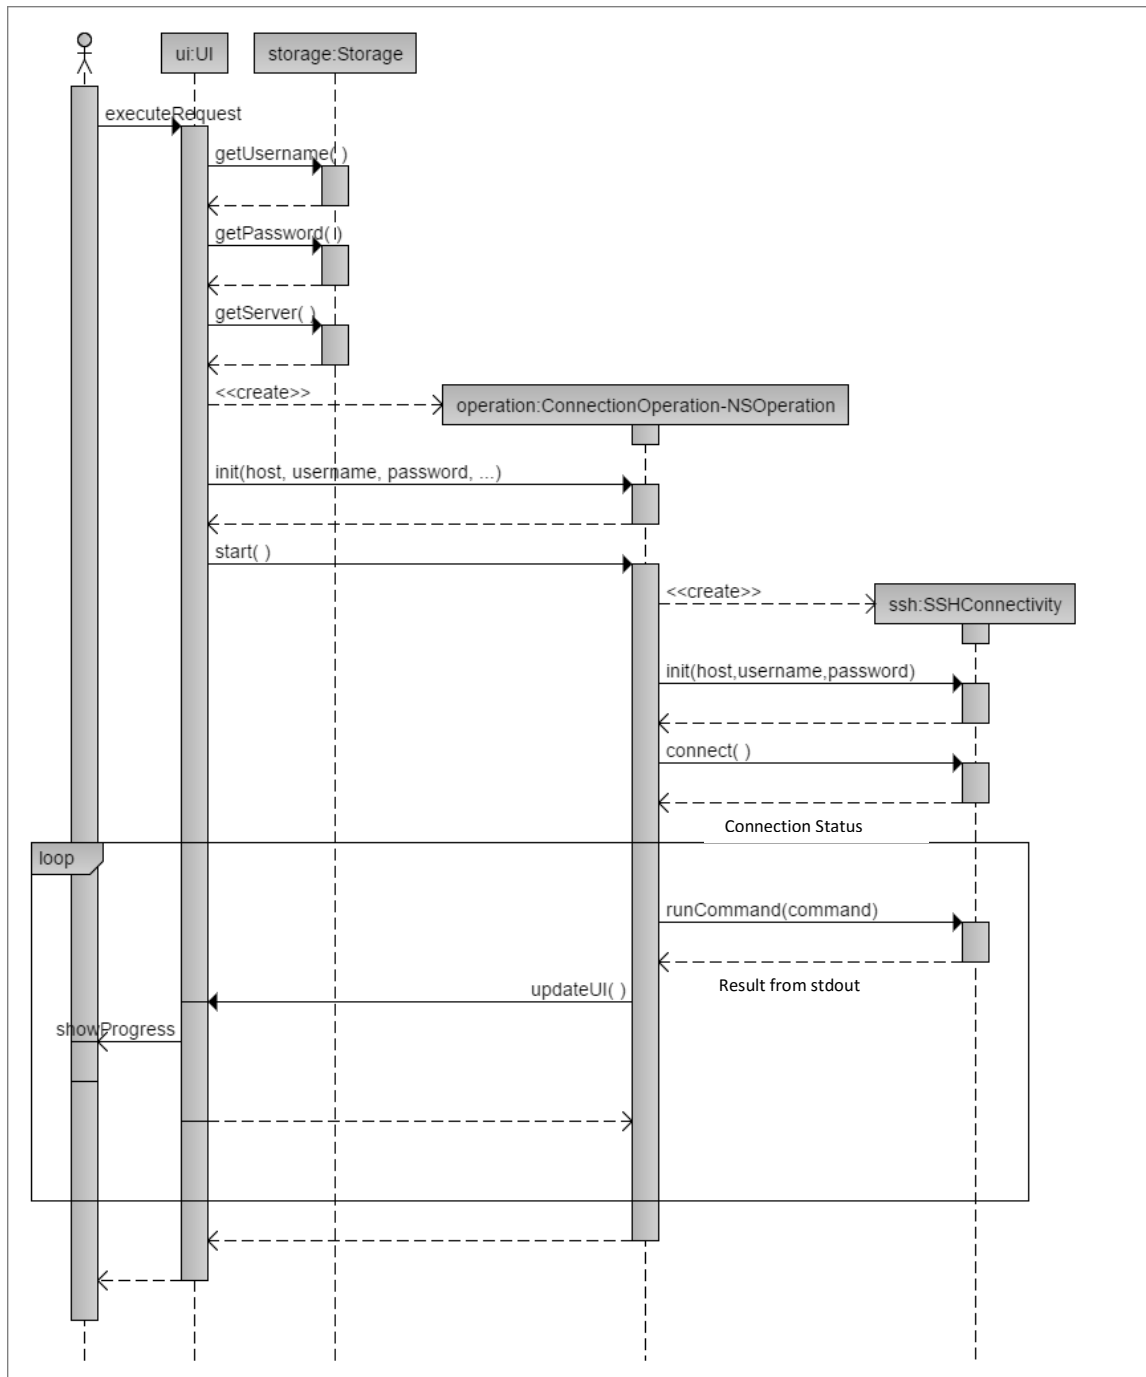 ui:UI
storage:Storage
executeRequest
getUsername( )
getPassword( )
getServer( )
<<create>>
operation:ConnectionOperation-NSOperation
init(host, username, password, ...)
start( )
<<create>>
ssh:SSHConnectivity
init(host,username,password)
connect( )
Connection Status
loop
runCommand(command)
Result from stdout
updateUI( )
showProgress